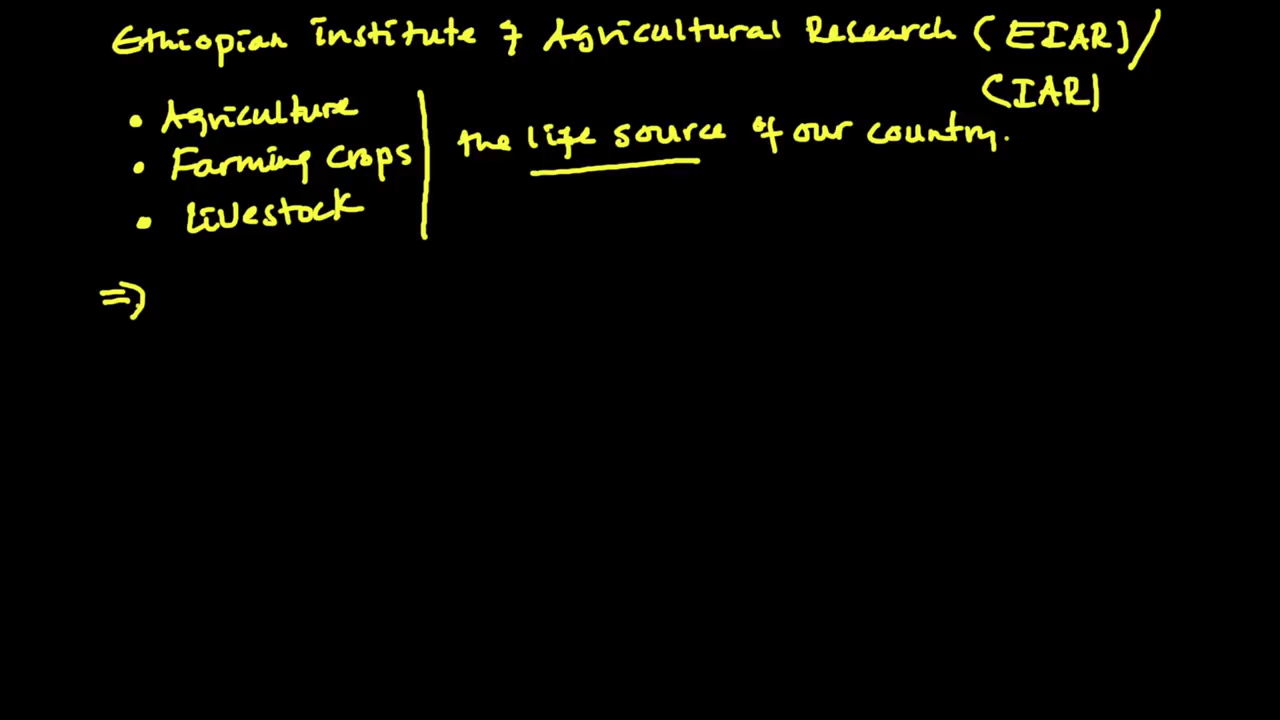 Ethiopian Institute of Agricultural Research (EIAR)/
(IAR)
• Agriculture
• Farming crops
• Livestock
the life source of our country.
⇒